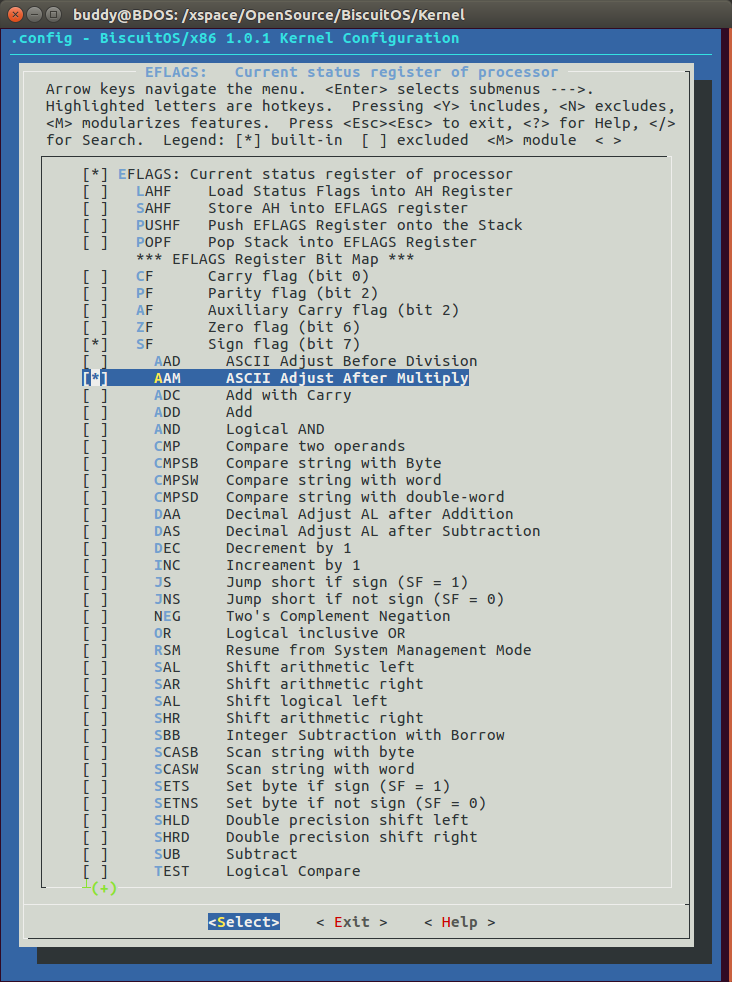 buddy@BDOS: /xspace/OpenSource/BiscuitOS/Kernel
.config - BiscuitOS/x86 1.0.1 Kernel Configuration
EFLAGS:   Current status register of processor
Arrow keys navigate the menu.  <Enter> selects submenus --->.
Highlighted letters are hotkeys.  Pressing <Y> includes, <N> excludes,
<M> modularizes features.  Press <Esc><Esc> to exit, <?> for Help, </>
for Search.  Legend: [*] built-in  [ ] excluded  <M> module  < >
[*] EFLAGS: Current status register of processor
[ ]   LAHF    Load Status Flags into AH Register
[ ]   SAHF    Store AH into EFLAGS register
[ ]   PUSHF   Push EFLAGS Register onto the Stack
[ ]   POPF    Pop Stack into EFLAGS Register
*** EFLAGS Register Bit Map ***
[ ]   CF      Carry flag (bit 0)
[ ]   PF      Parity flag (bit 2)
[ ]   AF      Auxiliary Carry flag (bit 2)
[ ]   ZF      Zero flag (bit 6)
[*]   SF      Sign flag (bit 7)
[ ]     AAD     ASCII Adjust Before Division
[*]     AAM     ASCII Adjust After Multiply
[ ]     ADC     Add with Carry
[ ]     ADD     Add
[ ]     AND     Logical AND
[ ]     CMP     Compare two operands
[ ]     CMPSB   Compare string with Byte
[ ]     CMPSW   Compare string with word
[ ]     CMPSD   Compare string with double-word
[ ]     DAA     Decimal Adjust AL after Addition
[ ]     DAS     Decimal Adjust AL after Subtraction
[ ]     DEC     Decrement by 1
[ ]     INC     Increament by 1
[ ]     JS      Jump short if sign (SF = 1)
[ ]     JNS     Jump short if not sign (SF = 0)
[ ]     NEG     Two's Complement Negation
[ ]     OR      Logical inclusive OR
[ ]     RSM     Resume from System Management Mode
[ ]     SAL     Shift arithmetic left
[ ]     SAR     Shift arithmetic right
[ ]     SAL     Shift logical left
[ ]     SHR     Shift arithmetic right
[ ]     SBB     Integer Subtraction with Borrow
[ ]     SCASB   Scan string with byte
[ ]     SCASW   Scan string with word
[ ]     SETS    Set byte if sign (SF = 1)
[ ]     SETNS   Set byte if not sign (SF = 0)
[ ]     SHLD    Double precision shift left
[ ]     SHRD    Double precision shift right
[ ]     SUB     Subtract
[ ]     TEST    Logical Compare
(+)
<Select>    < Exit >    < Help >